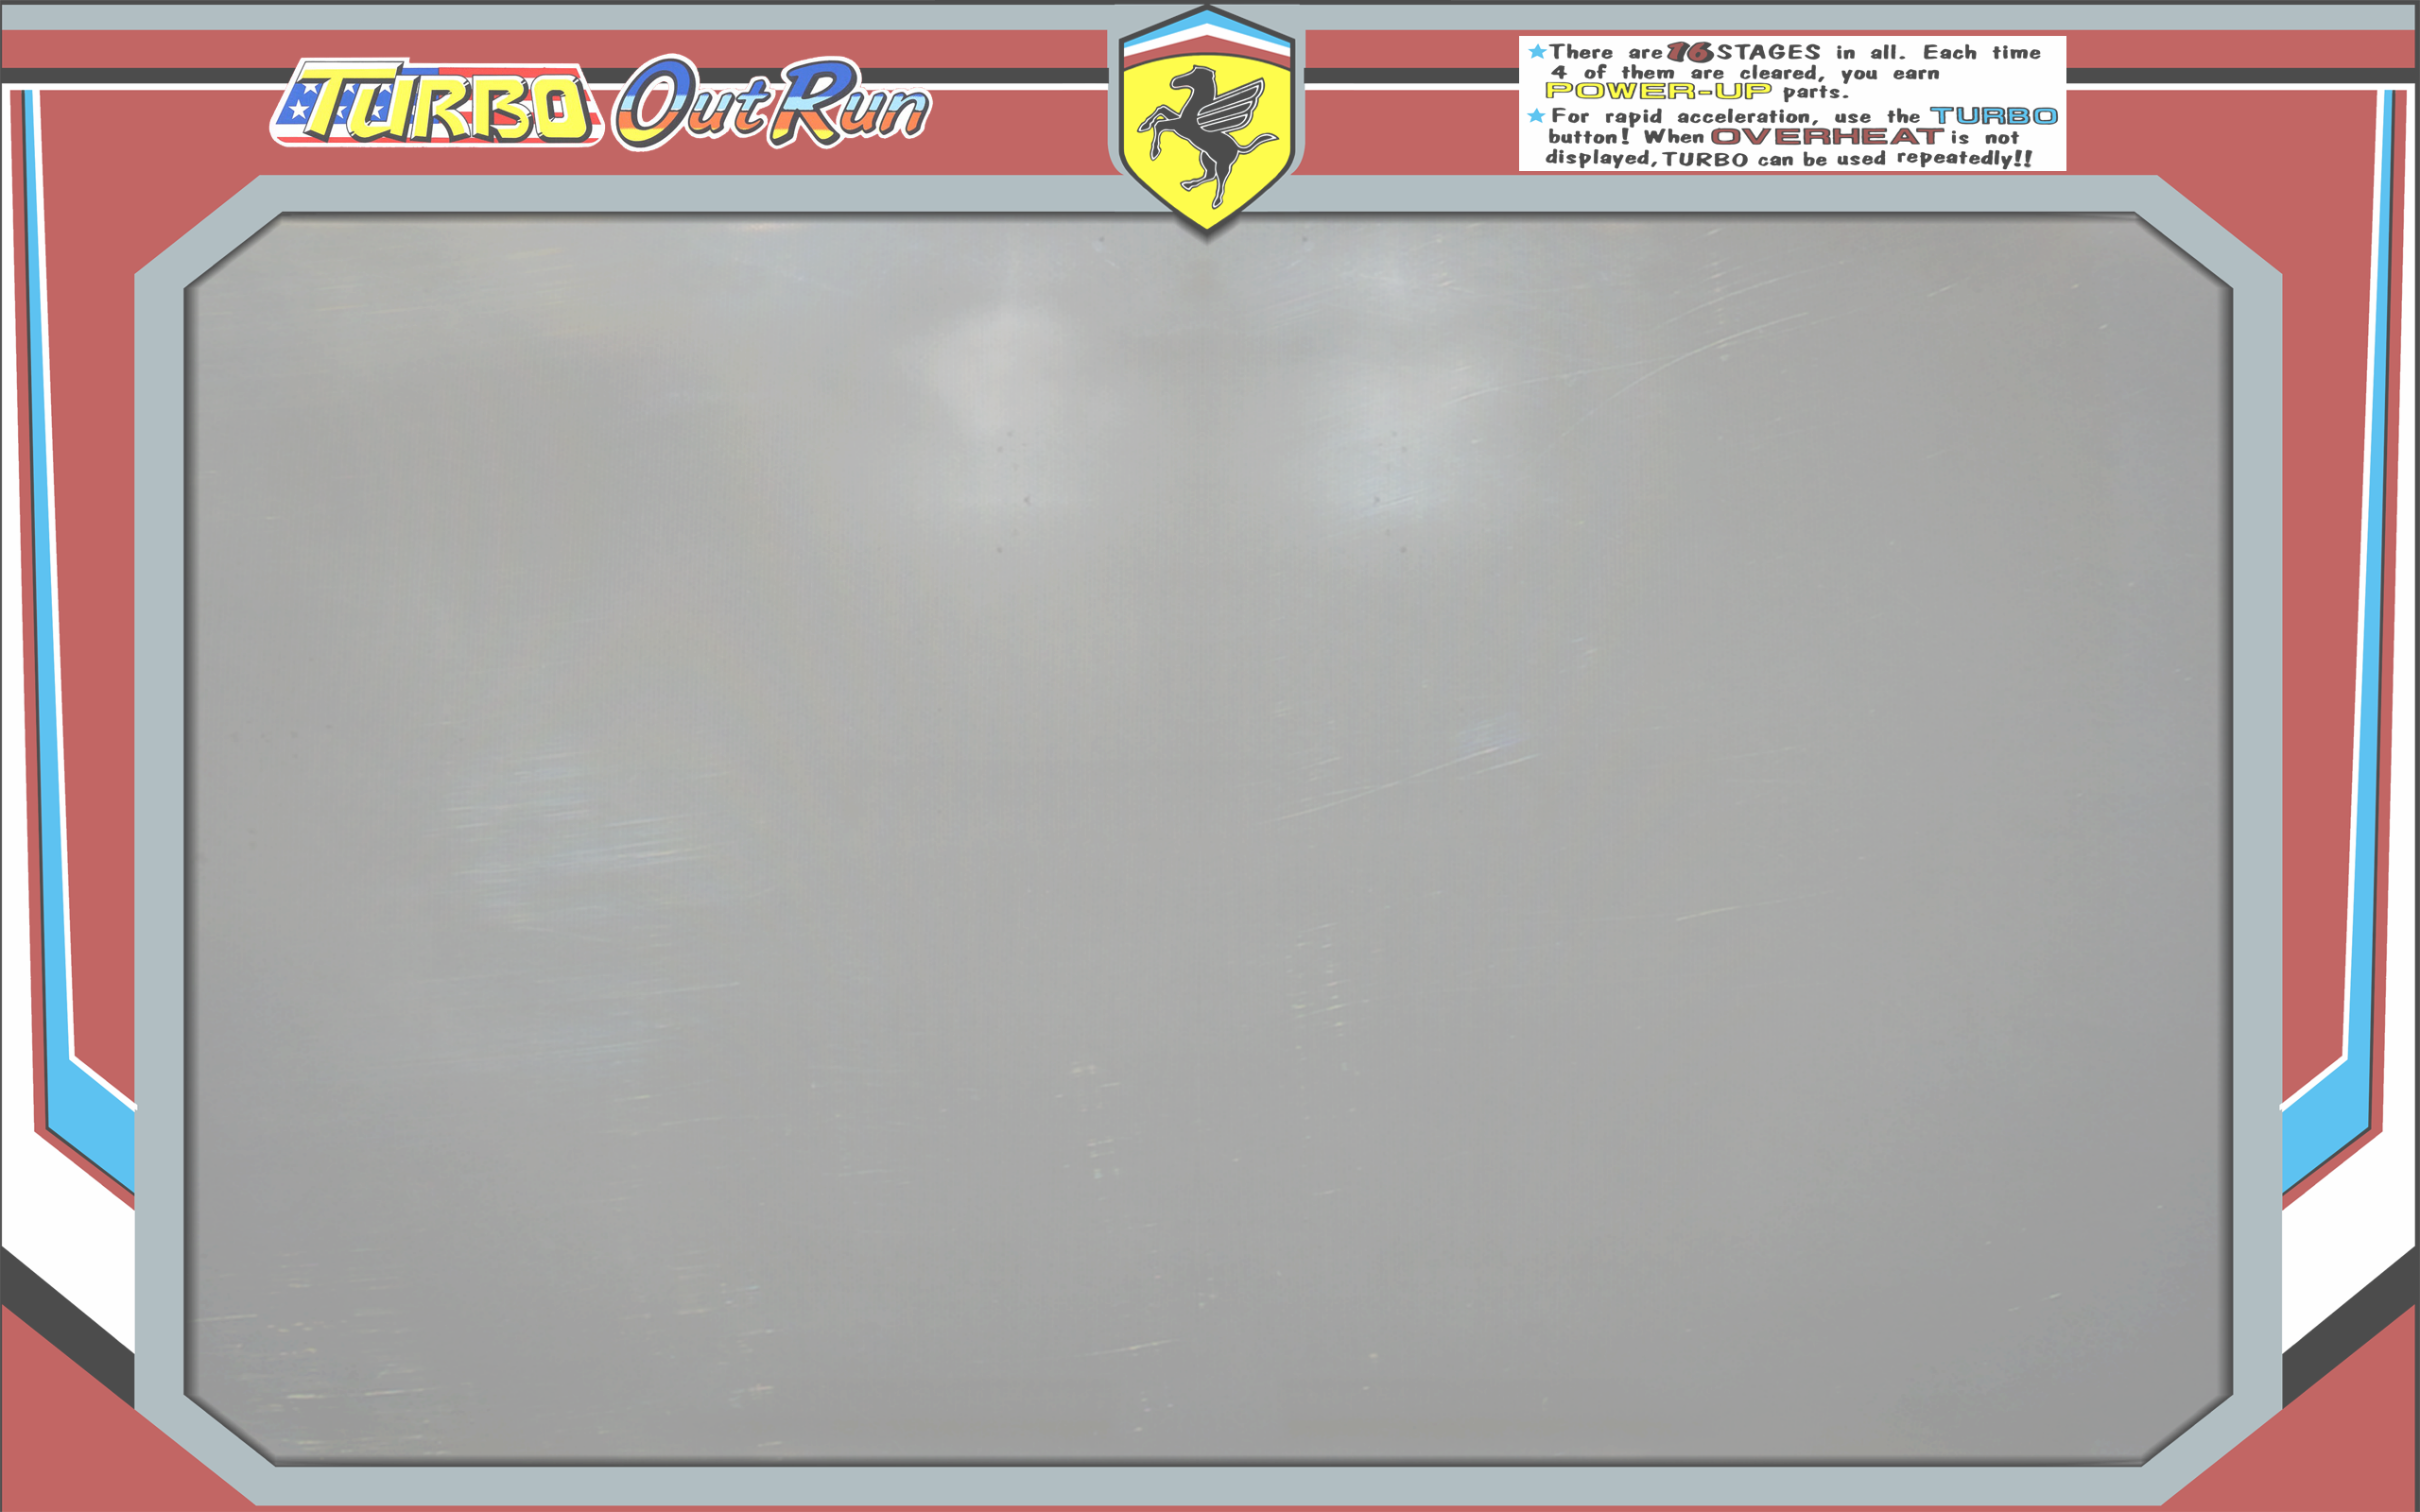 TURBO OutRun
★There are 16 STAGES in all. Each time
4 of them are cleared, you earn
POWER-UP parts.
★For rapid acceleration, use the TURBO
button! When OVERHEAT is not
displayed, TURBO can be used repeatedly!!